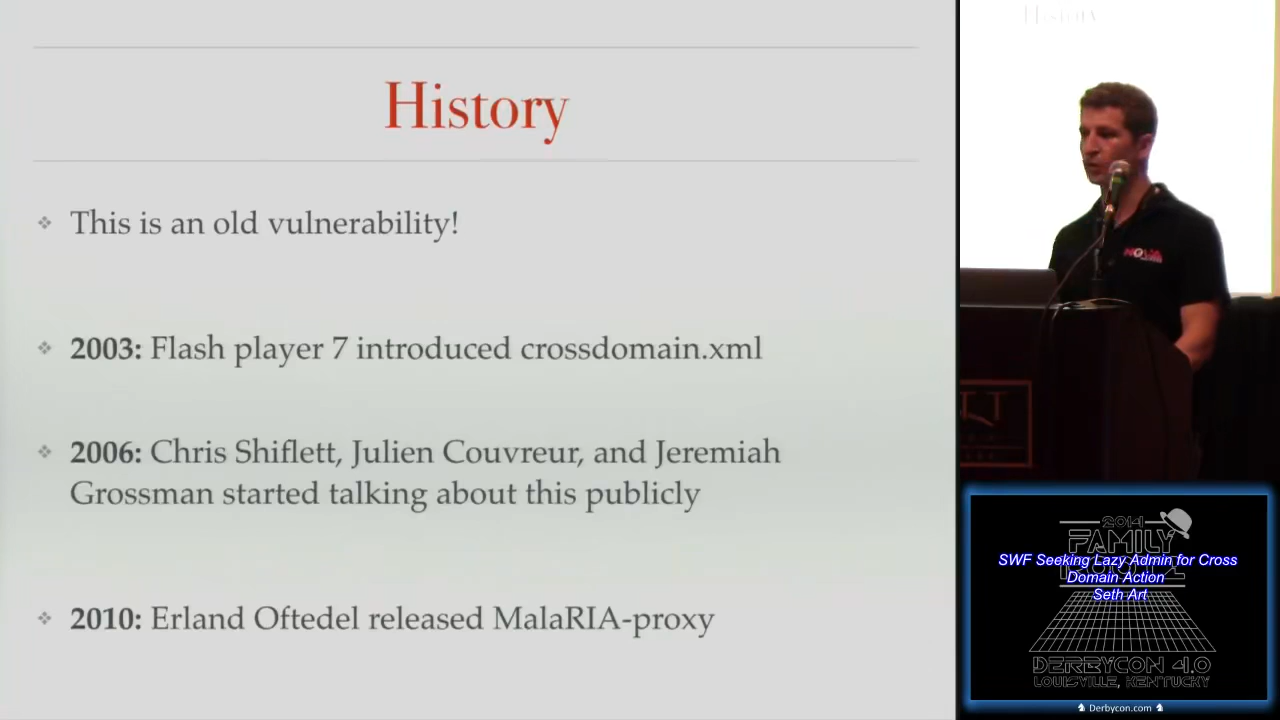 History
❖ This is an old vulnerability!
❖ 2003: Flash player 7 introduced crossdomain.xml
❖ 2006: Chris Shiflett, Julien Couvreur, and Jeremiah
Grossman started talking about this publicly
❖ 2010: Erland Oftedel released MalaRIA-proxy
History
NOVA
2014
FAMILY
SWF Seeking Lazy Admin for Cross
Domain Action
Seth Art
DERBYCON 4.0
LOUISVILLE, KENTUCKY
Derbycon.com